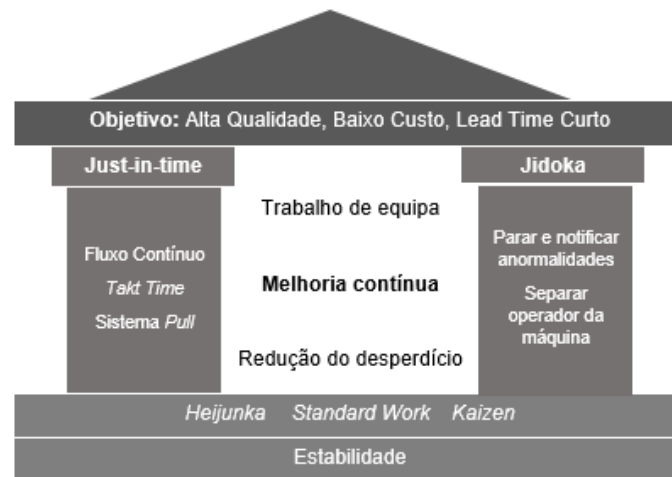 Objetivo: Alta Qualidade, Baixo Custo, Lead Time Curto
Just-in-time
Fluxo Contínuo
Takt Time
Sistema Pull
Trabalho de equipa
Melhoria contínua
Redução do desperdício
Jidoka
Parar e notificar
anormalidades
Separar
operador da
máquina
Heijunka Standard Work Kaizen
Estabilidade